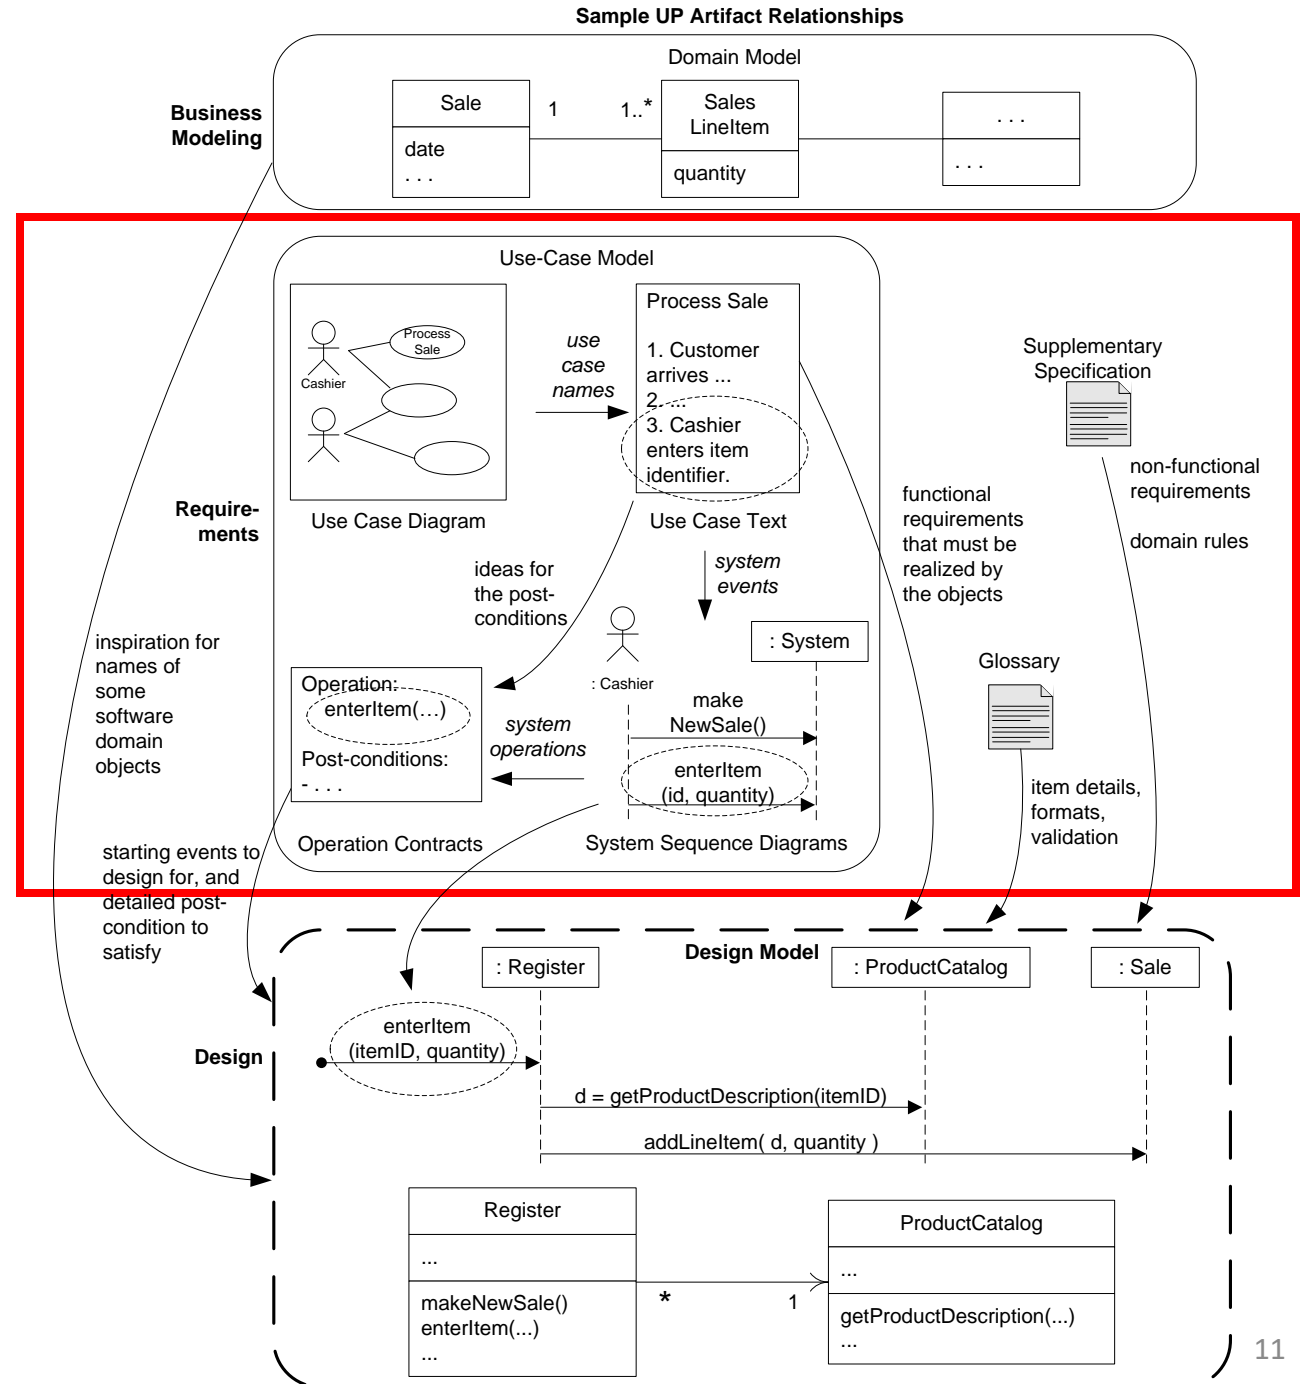 Sample UP Artifact Relationships
Domain Model
Business
Modeling
Sale
date
. . .
1
1..*
Sales
LineItem
quantity
. . .
. . .
Use-Case Model
Process
Sale
Cashier
Use Case Diagram
use
case
names
Process Sale
1. Customer
arrives ...
2. ...
3. Cashier
enters item
identifier.
Use Case Text
Require-
ments
Supplementary
Specification
non-functional
requirements
domain rules
functional
requirements
that must be
realized by
the objects
ideas for
the post-
conditions
system
events
: System
: Cashier
make
NewSale()
enterItem
(id, quantity)
System Sequence Diagrams
system
operations
Operation:
enterItem(…)
Post-conditions:
- . . .
Operation Contracts
Glossary
item details,
formats,
validation
inspiration for
names of
some
software
domain
objects
starting events to
design for, and
detailed post-
condition to
satisfy
Design Model
: Register
: ProductCatalog
: Sale
Design
enterItem
(itemID, quantity)
d = getProductDescription(itemID)
addLineItem( d, quantity )
Register
...
makeNewSale()
enterItem(...)
...
*
1
ProductCatalog
...
getProductDescription(...)
...
11